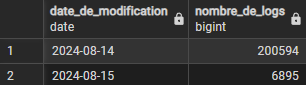 date_de_modification nombre_de_logs
date bigint
1 2024-08-14 200594
2 2024-08-15 6895